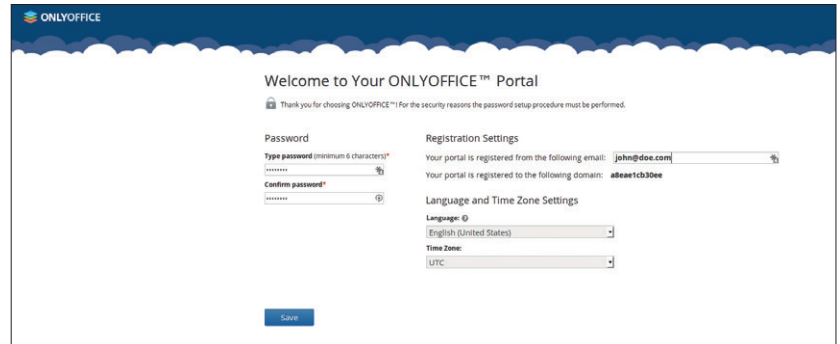 ONLYOFFICE
Welcome to Your ONLYOFFICE™ Portal
Thank you for choosing ONLYOFFICE™! For the security reasons the password setup procedure must be performed.
Password
Type password (minimum 6 characters)*
••••••••
Confirm password*
••••••••
Registration Settings
Your portal is registered from the following email: john@doe.com
Your portal is registered to the following domain: a8eae1cb30ee
Language and Time Zone Settings
Language:
English (United States)
Time Zone:
UTC
Save